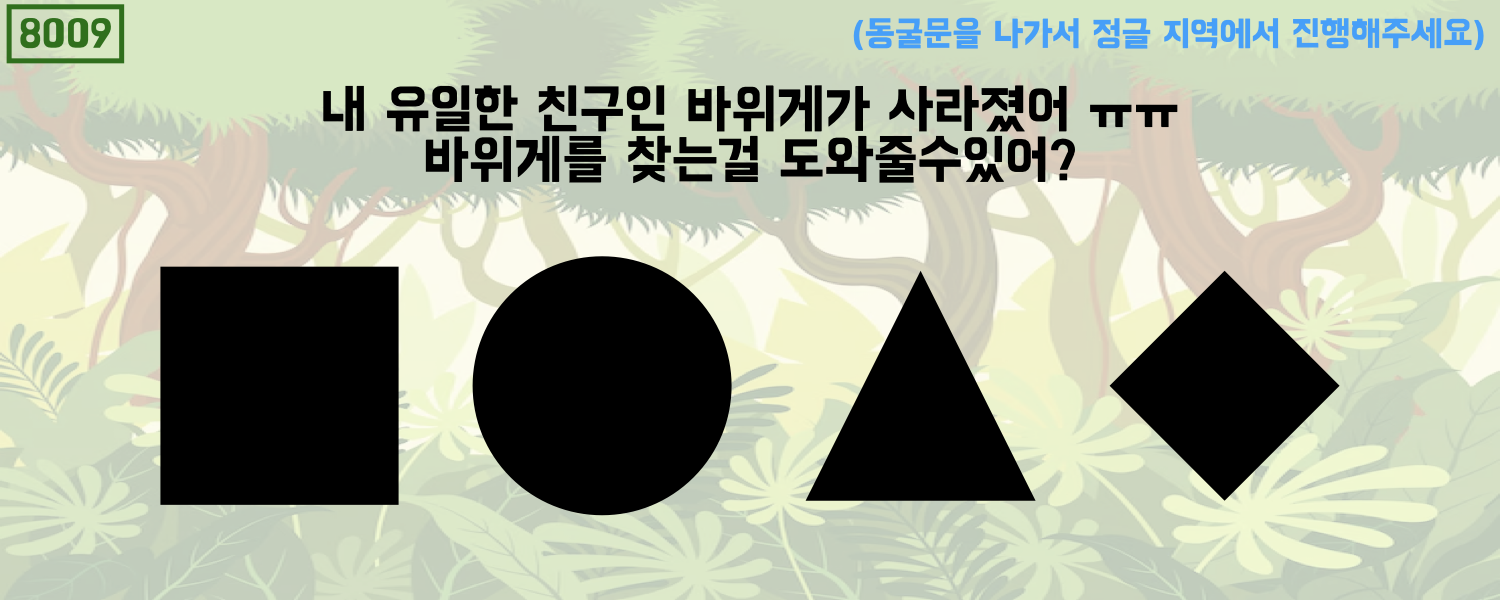 8009
(동굴문을 나가서 정글 지역에서 진행해주세요)
내 유일한 친구인 바위게가 사라졌어 ㅠㅠ
바위게를 찾는걸 도와줄수있어?